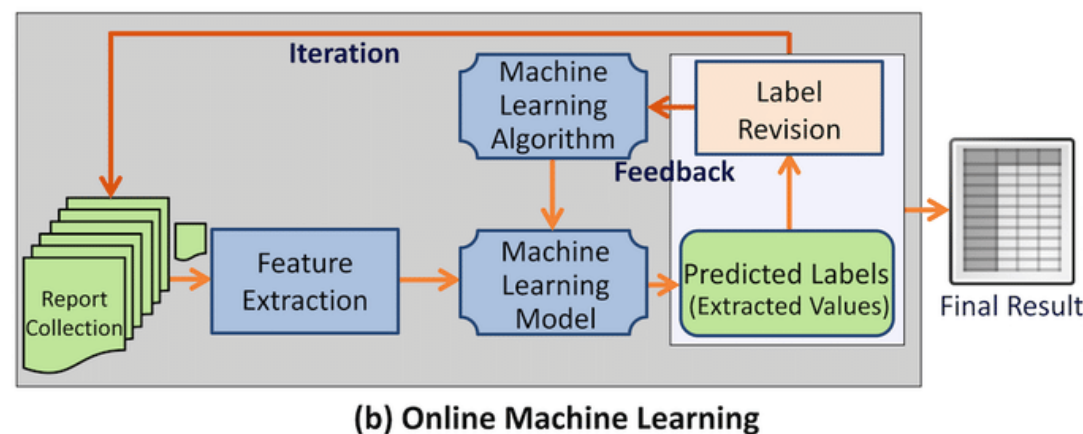 Iteration
Machine
Learning
Algorithm
Label
Revision
Feedback
Report
Collection
Feature
Extraction
Machine
Learning
Model
Predicted Labels
(Extracted Values)
Final Result
(b) Online Machine Learning